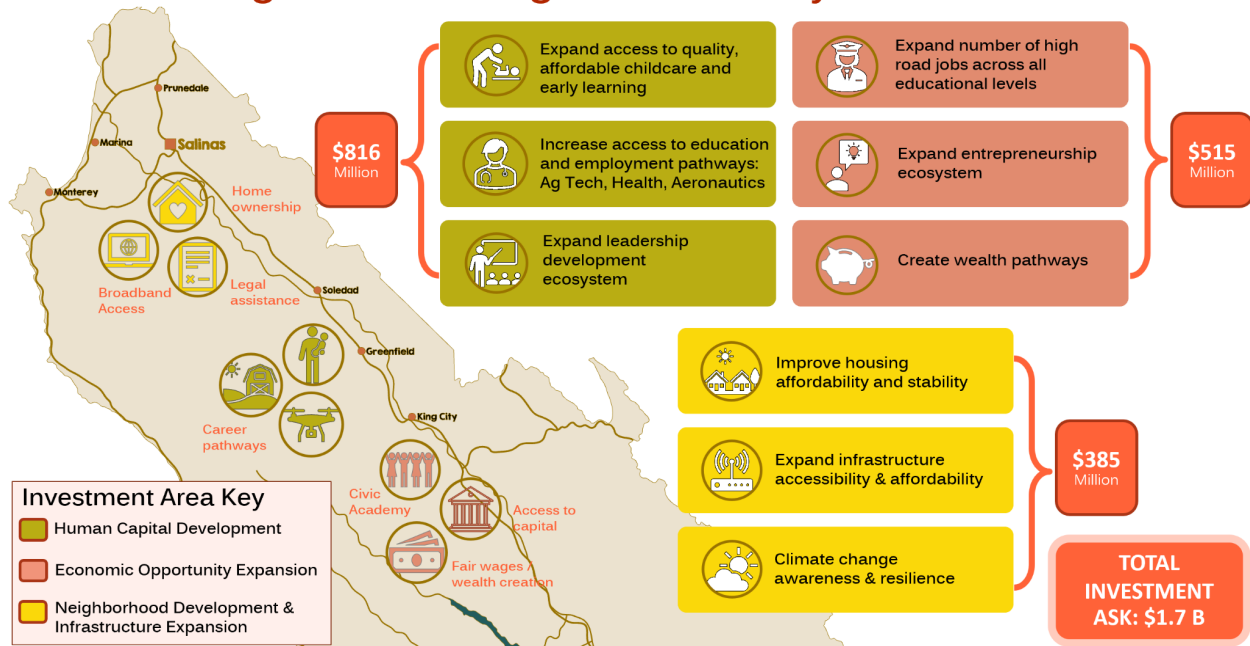 Prunedale
Marina
Salinas
Monterey
Home
ownership
Broadband
Access
Legal
assistance
Soledad
Greenfield
King City
Career
pathways
Civic
Academy
Access to
capital
Fair wages /
wealth creation
Investment Area Key
Human Capital Development
Economic Opportunity Expansion
Neighborhood Development &
Infrastructure Expansion
$816
Million
Expand access to quality,
affordable childcare and
early learning
Increase access to education
and employment pathways:
Ag Tech, Health, Aeronautics
Expand leadership
development
ecosystem
Expand number of high
road jobs across all
educational levels
Expand entrepreneurship
ecosystem
Create wealth pathways
$515
Million
Improve housing
affordability and stability
Expand infrastructure
accessibility & affordability
Climate change
awareness & resilience
$385
Million
TOTAL
INVESTMENT
ASK: $1.7 B